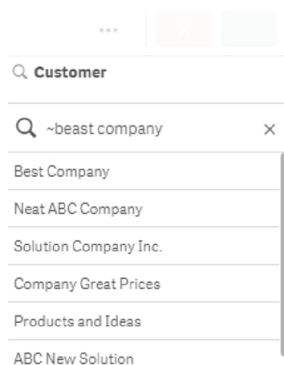 Customer
~beast company
Best Company
Neat ABC Company
Solution Company Inc.
Company Great Prices
Products and Ideas
ABC New Solution